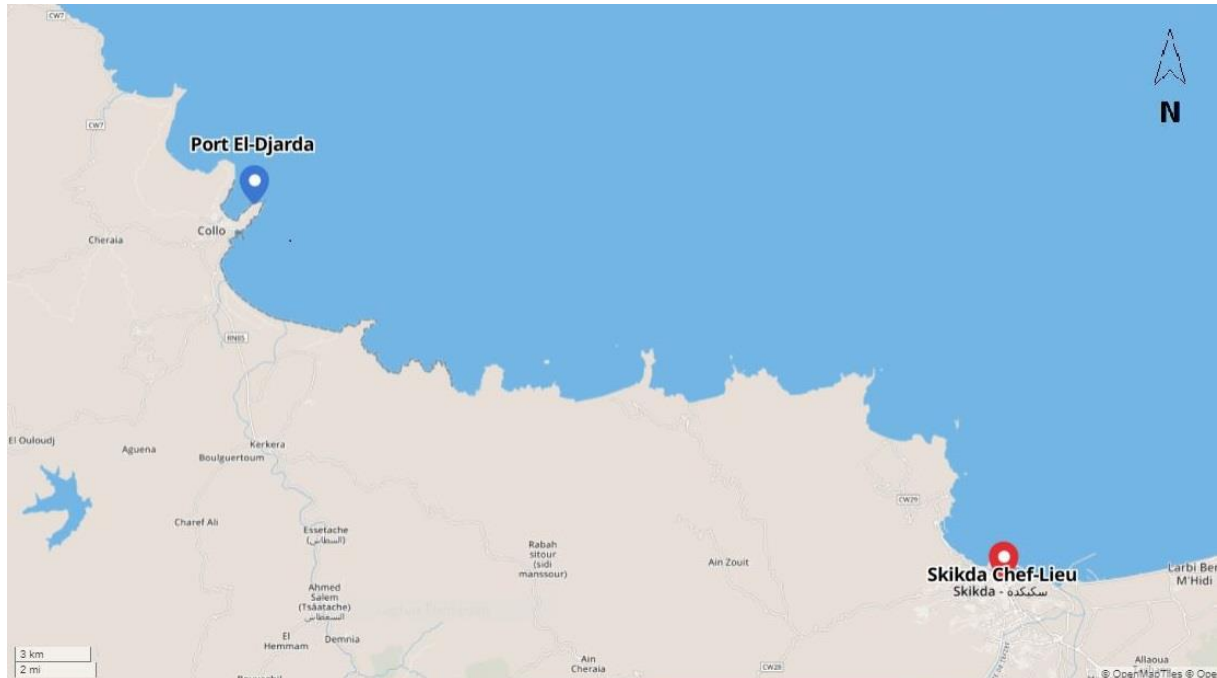 CW7
N
CW7
Port El-Djarda
Collo
Cheraia
RN85
El Ouloudj
Aguena
Kerkera
Boulguertoum
CW29
Charef Ali
Essetache
(السطاش)
Rabah
sitour (sidi
manssour)
Ain Zouit
Skikda Chef-Lieu
Skikda - سكيكدة
Larbi Ben
M'Hidi
Ahmed
Salem
(Tsáatache)
El
Hemmam
Demnia
3 km
2 mi
Ain
Cheraia
CW28
Allaoua
© OpenMapTiles © Ope